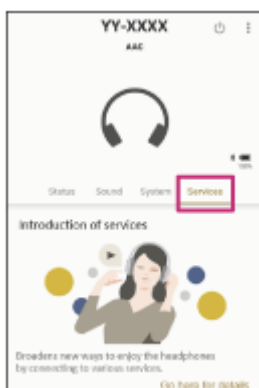 YY-XXXX
AAC
100%
Status Sound System Services
Introduction of services
Broadens new ways to enjoy the headphones
by connecting to various services.
Go here for details